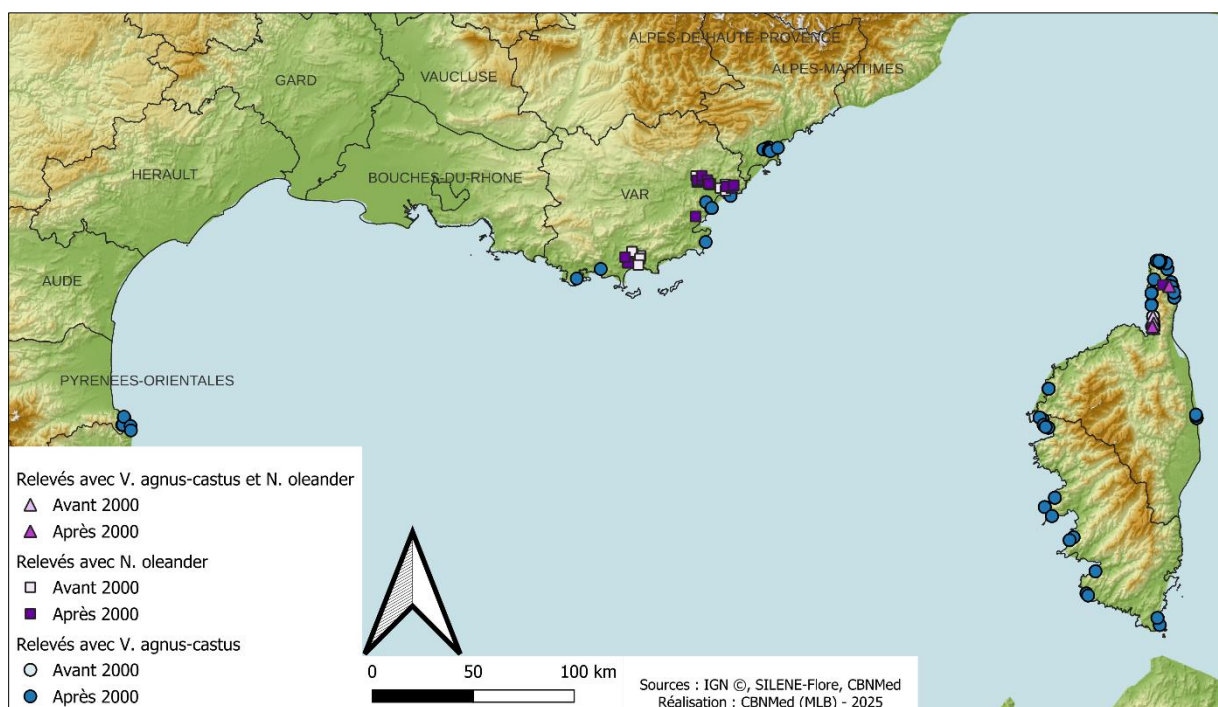 ALPES-DE-HAUTE-PROVENCE
VAUCLUSE
ALPES-MARITIMES
GARD
HERAULT
BOUCHES-DU-RHONE
VAR
AUDE
PYRENEES-ORIENTALES
Relevés avec V. agnus-castus et N. oleander
Avant 2000
Après 2000
Relevés avec N. oleander
Avant 2000
Après 2000
Relevés avec V. agnus-castus
Avant 2000
Après 2000
0 50 100 km
Sources : IGN ©, SILENE-Flore, CBNMed
Réalisation : CBNMed (MLB) - 2025